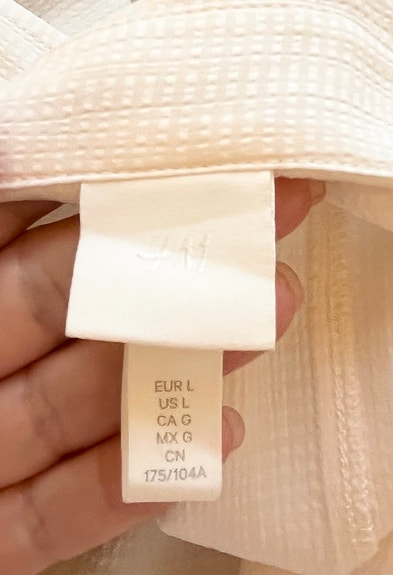 H&M
EUR L
US L
CA G
MX G
CN
175/104A